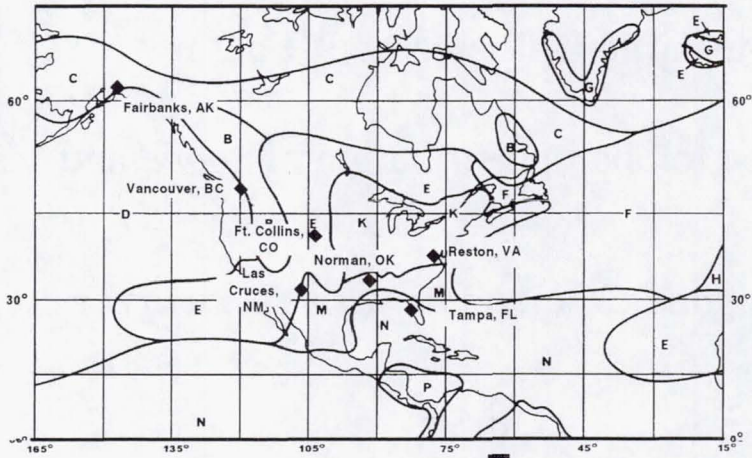 E
G
E
C
C
G
60°
60°
Fairbanks, AK
B
B
C
Vancouver, BC
E
F
D
Ft. Collins,
CO
E
K
K
F
Norman, OK
Reston, VA
Las
Cruces,
NM
H
30°
30°
E
M
M
N
Tampa, FL
E
P
N
N
0°
165°
135°
105°
75°
45°
15°